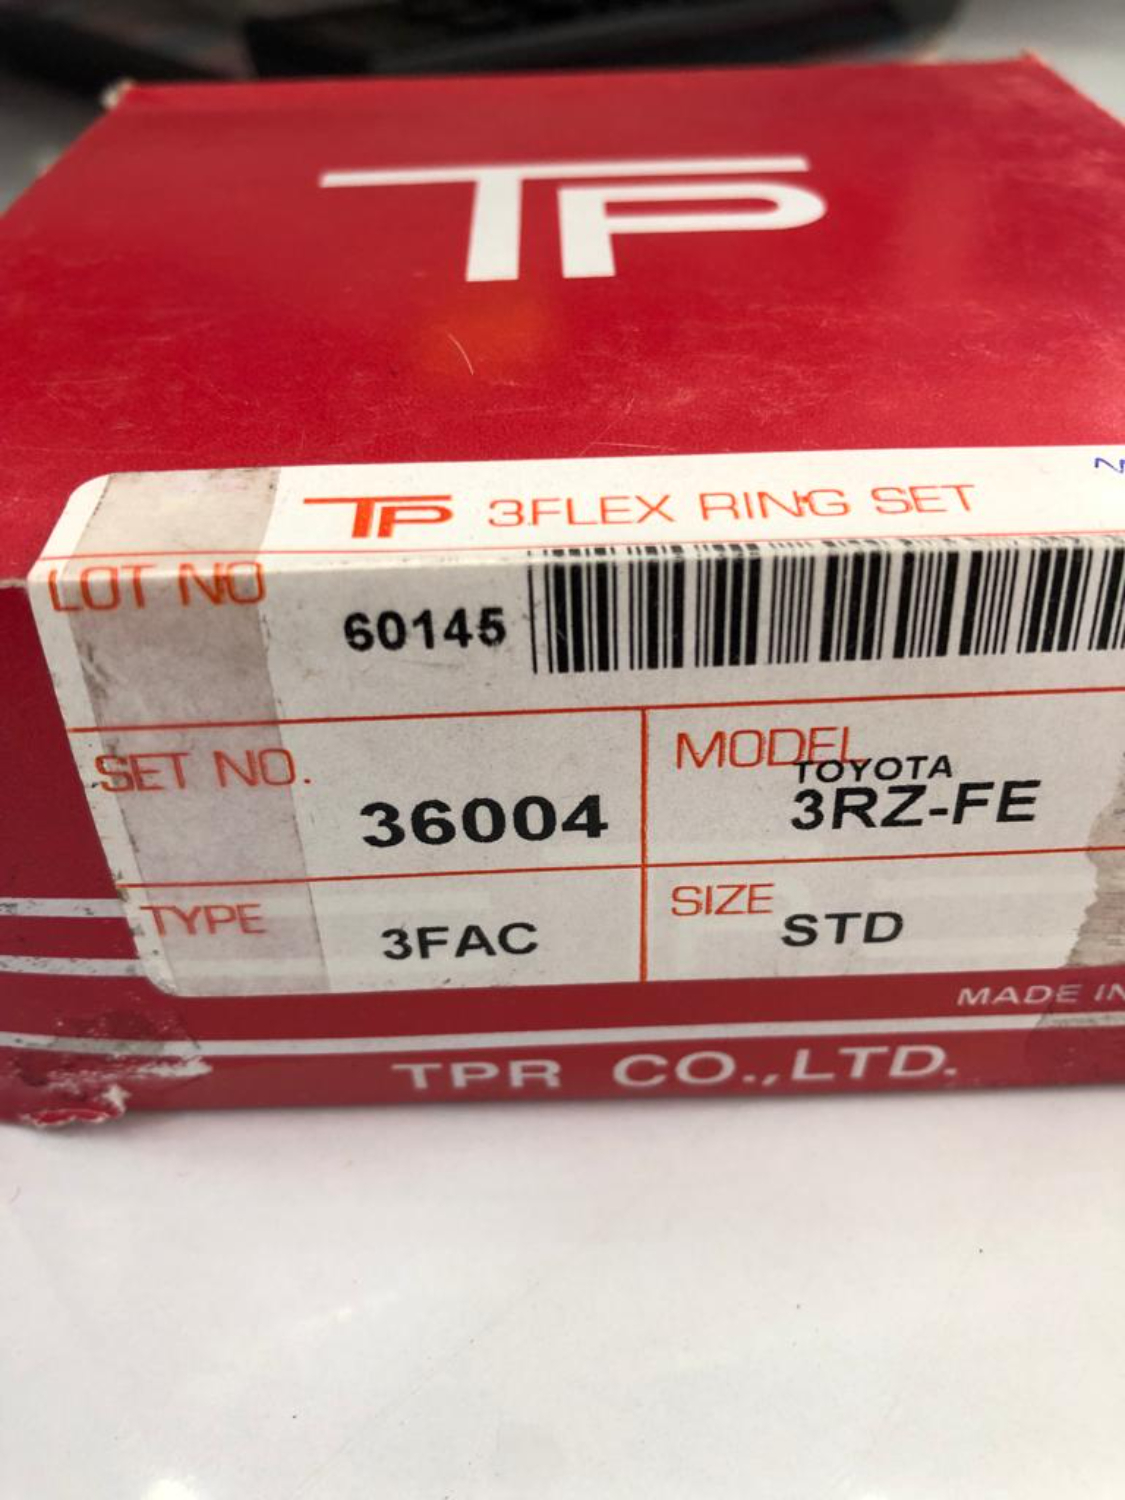 TP
TP 3FLEX RING SET
LOT NO
60145
SET NO.
36004
MODEL
TOYOTA
3RZ-FE
TYPE
3FAC
SIZE
STD
MADE IN
TPR CO.,LTD.